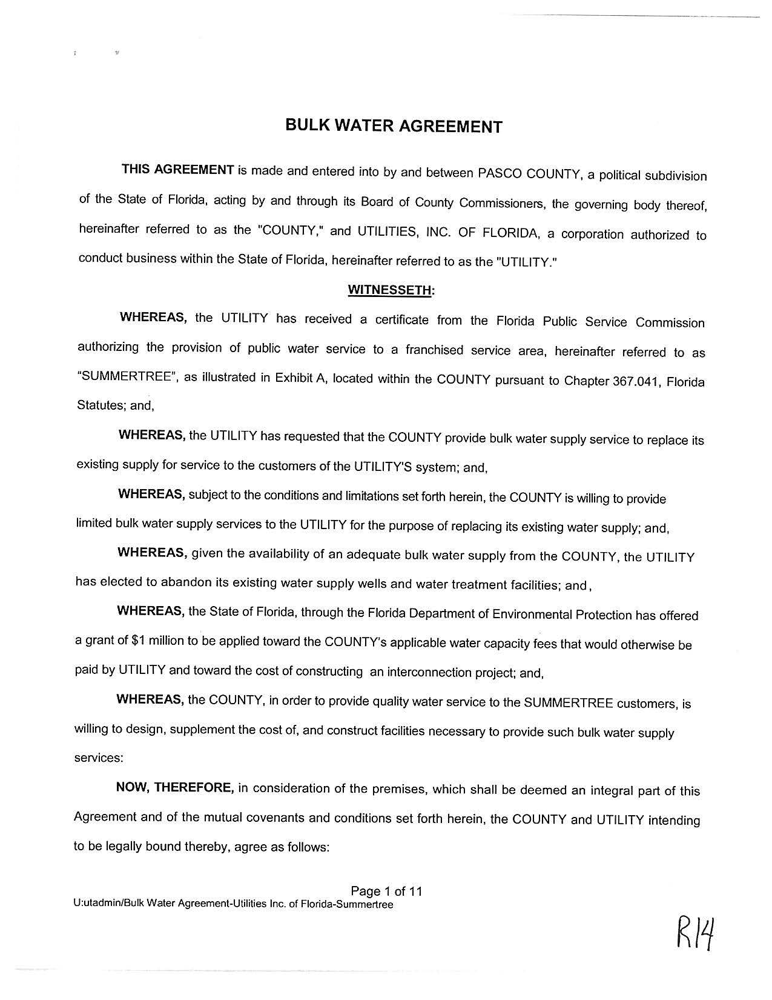 BULK WATER AGREEMENT
THIS AGREEMENT is made and entered into by and between PASCO COUNTY, a political subdivision
of the State of Florida, acting by and through its Board of County Commissioners, the governing body thereof,
hereinafter referred to as the "COUNTY," and UTILITIES, INC. OF FLORIDA, a corporation authorized to
conduct business within the State of Florida, hereinafter referred to as the "UTILITY."
WITNESSETH:
WHEREAS, the UTILITY has received a certificate from the Florida Public Service Commission
authorizing the provision of public water service to a franchised service area, hereinafter referred to as
“SUMMERTREE”, as illustrated in Exhibit A, located within the COUNTY pursuant to Chapter 367.041, Florida
Statutes; and,
WHEREAS, the UTILITY has requested that the COUNTY provide bulk water supply service to replace its
existing supply for service to the customers of the UTILITY'S system; and,
WHEREAS, subject to the conditions and limitations set forth herein, the COUNTY is willing to provide
limited bulk water supply services to the UTILITY for the purpose of replacing its existing water supply; and,
WHEREAS, given the availability of an adequate bulk water supply from the COUNTY, the UTILITY
has elected to abandon its existing water supply wells and water treatment facilities; and,
WHEREAS, the State of Florida, through the Florida Department of Environmental Protection has offered
a grant of $1 million to be applied toward the COUNTY's applicable water capacity fees that would otherwise be
paid by UTILITY and toward the cost of constructing an interconnection project; and,
WHEREAS, the COUNTY, in order to provide quality water service to the SUMMERTREE customers, is
willing to design, supplement the cost of, and construct facilities necessary to provide such bulk water supply
services:
NOW, THEREFORE, in consideration of the premises, which shall be deemed an integral part of this
Agreement and of the mutual covenants and conditions set forth herein, the COUNTY and UTILITY intending
to be legally bound thereby, agree as follows:
Page 1 of 11
U:utadmin/Bulk Water Agreement-Utilities Inc. of Florida-Summertree
R14